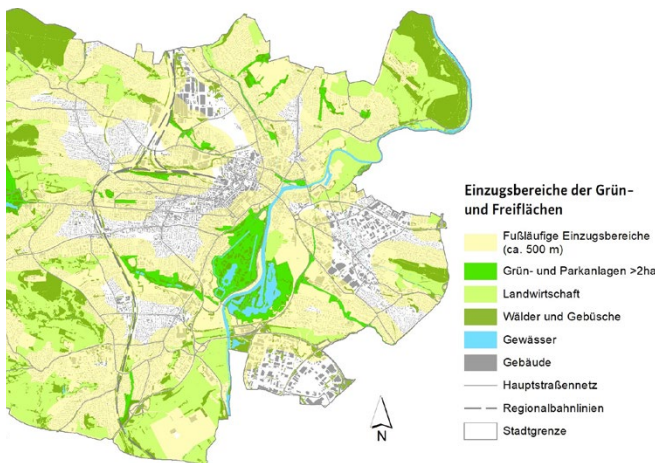 Einzugsbereiche der Grün-
und Freiflächen
Fußläufige Einzugsbereiche
(ca. 500 m)
Grün- und Parkanlagen >2ha
Landwirtschaft
Wälder und Gebüsche
Gewässer
Gebäude
Hauptstraßennetz
Regionalbahnlinien
Stadtgrenze
N